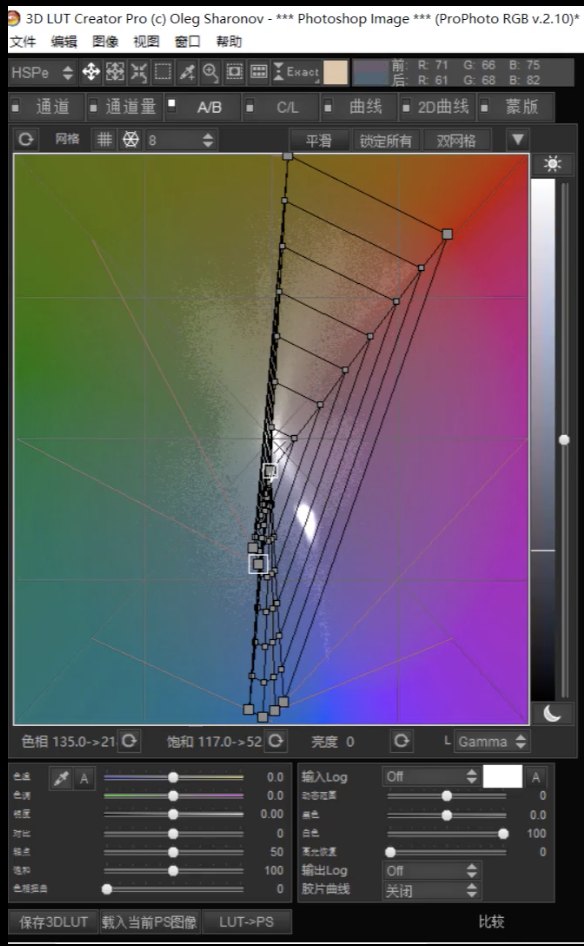 3D LUT Creator Pro (c) Oleg Sharonov - *** Photoshop Image *** (ProPhoto RGB v.2.10)*
文件 编辑 图像 视图 窗口 帮助
HSPe Exact 前: R: 71 G: 66 B: 75
后: R: 61 G: 68 B: 82
通道 通道量 A/B C/L 曲线 2D曲线 蒙版
网格 8 平滑 锁定所有 双网格
色相 135.0->21 饱和 117.0->52 亮度 0 L Gamma
色温 A 0.0
色调 0.0
0.00
对比 0
轴点 50
饱和 100
色相扭曲 0
输入Log Off A
动态范围 0
黑色 0.0
白色 100
高光恢复 0
输出Log Off
胶片曲线 关闭
保存3DLUT 载入当前PS图像 LUT->PS 比较